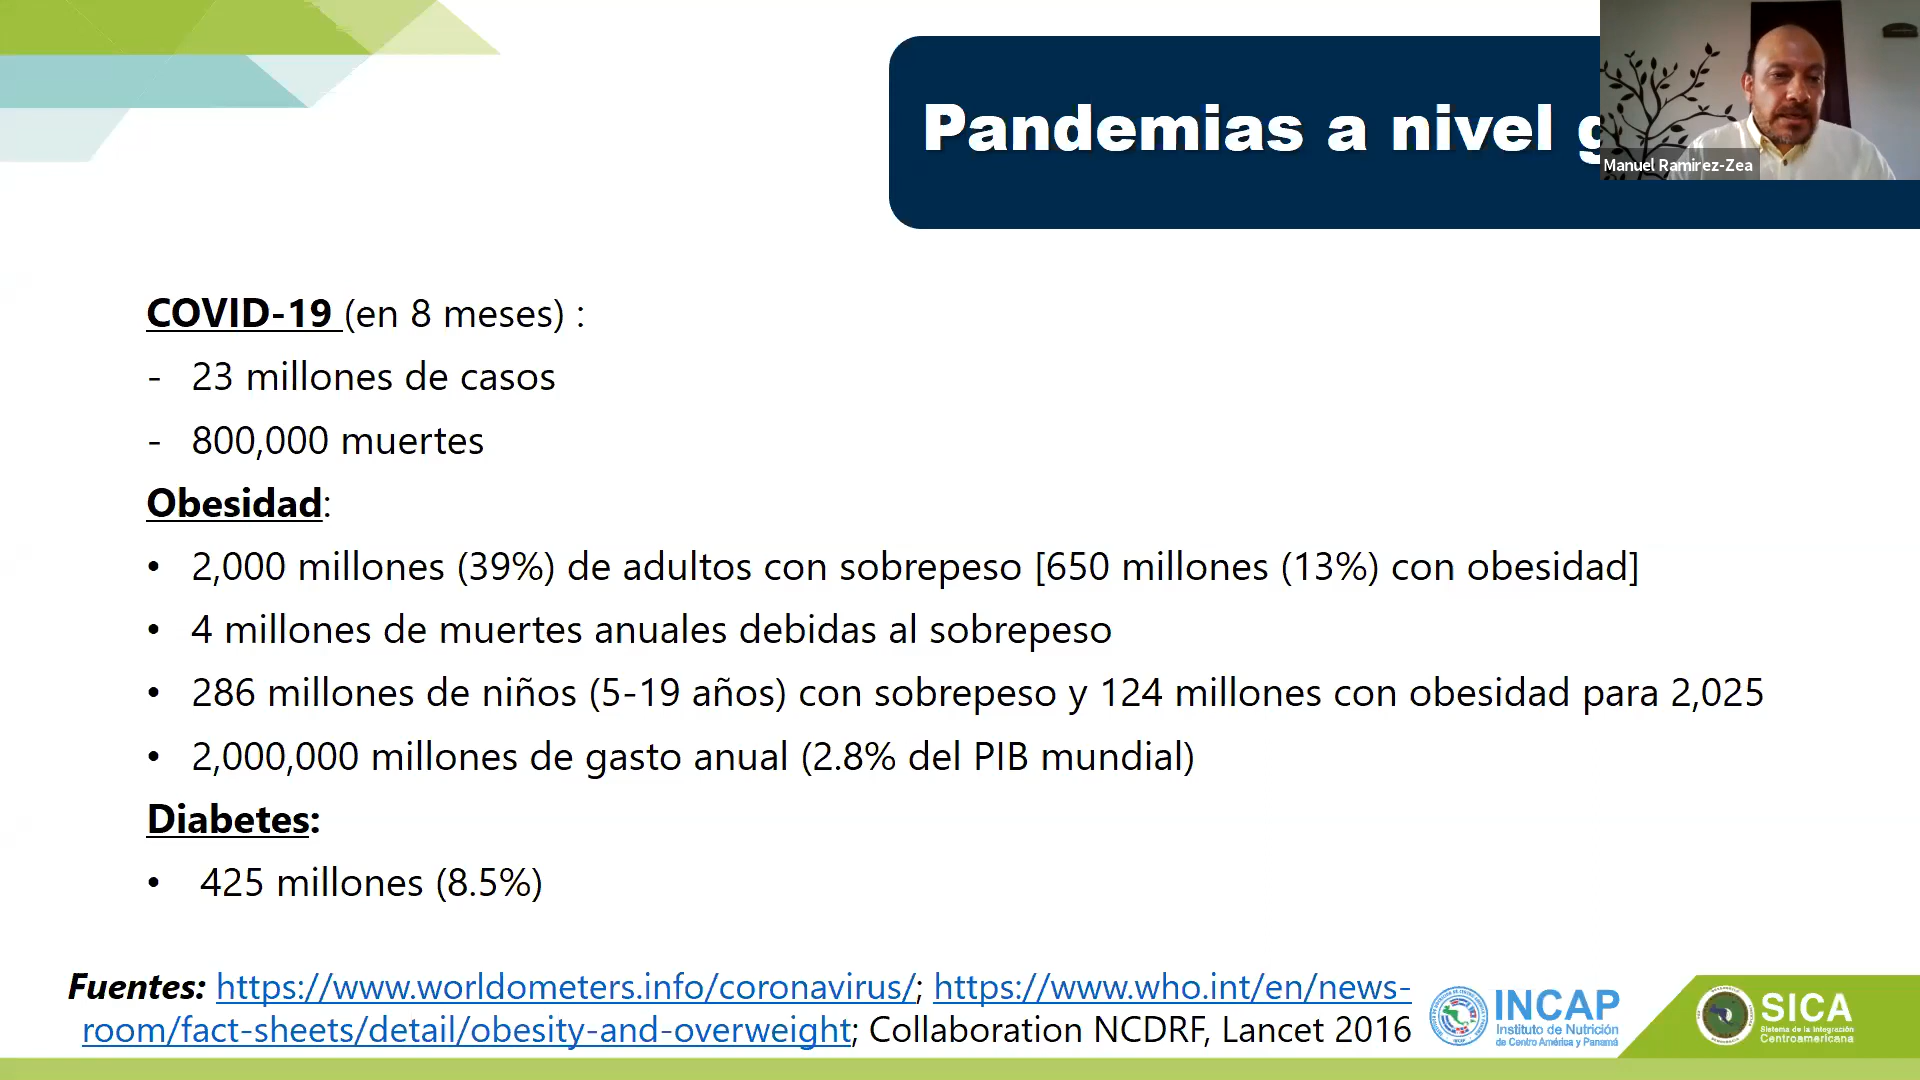 Pandemias a nivel g
Manuel Ramirez-Zea
COVID-19 (en 8 meses) :
- 23 millones de casos
- 800,000 muertes
Obesidad:
• 2,000 millones (39%) de adultos con sobrepeso [650 millones (13%) con obesidad]
• 4 millones de muertes anuales debidas al sobrepeso
• 286 millones de niños (5-19 años) con sobrepeso y 124 millones con obesidad para 2,025
• 2,000,000 millones de gasto anual (2.8% del PIB mundial)
Diabetes:
• 425 millones (8.5%)
Fuentes: https://www.worldometers.info/coronavirus/; https://www.who.int/en/news-
room/fact-sheets/detail/obesity-and-overweight; Collaboration NCDRF, Lancet 2016
INCAP
Instituto de Nutrición
de Centro América y Panamá
SICA
Sistema de la Integración
Centroamericana